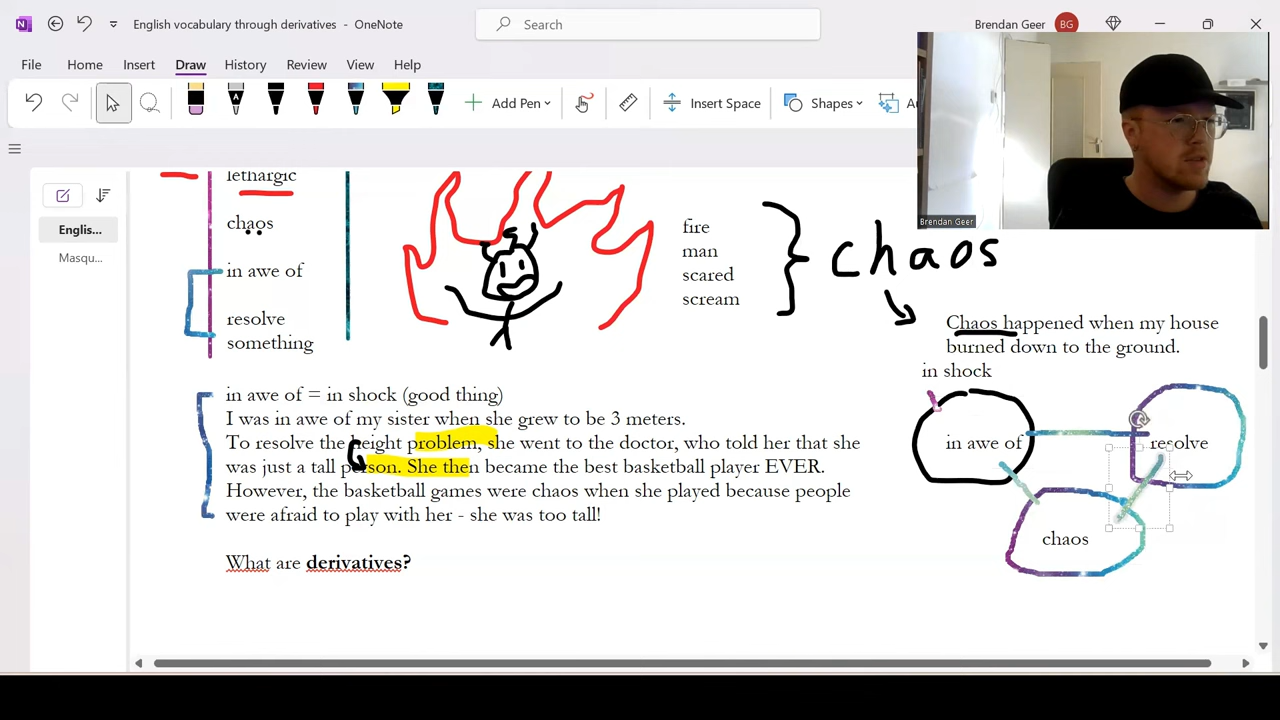 English vocabulary through derivatives - OneNote
Search
Brendan Geer
BG
File Home Insert Draw History Review View Help
Add Pen
Insert Space
Shapes
Brendan Geer
Englis...
Masqu...
lethargic
chaos
in awe of
resolve
something
fire
man
scared
scream
chaos
Chaos happened when my house
burned down to the ground.
in shock
in awe of
resolve
chaos
in awe of = in shock (good thing)
I was in awe of my sister when she grew to be 3 meters.
To resolve the height problem, she went to the doctor, who told her that she
was just a tall person. She then became the best basketball player EVER.
However, the basketball games were chaos when she played because people
were afraid to play with her - she was too tall!
What are derivatives?